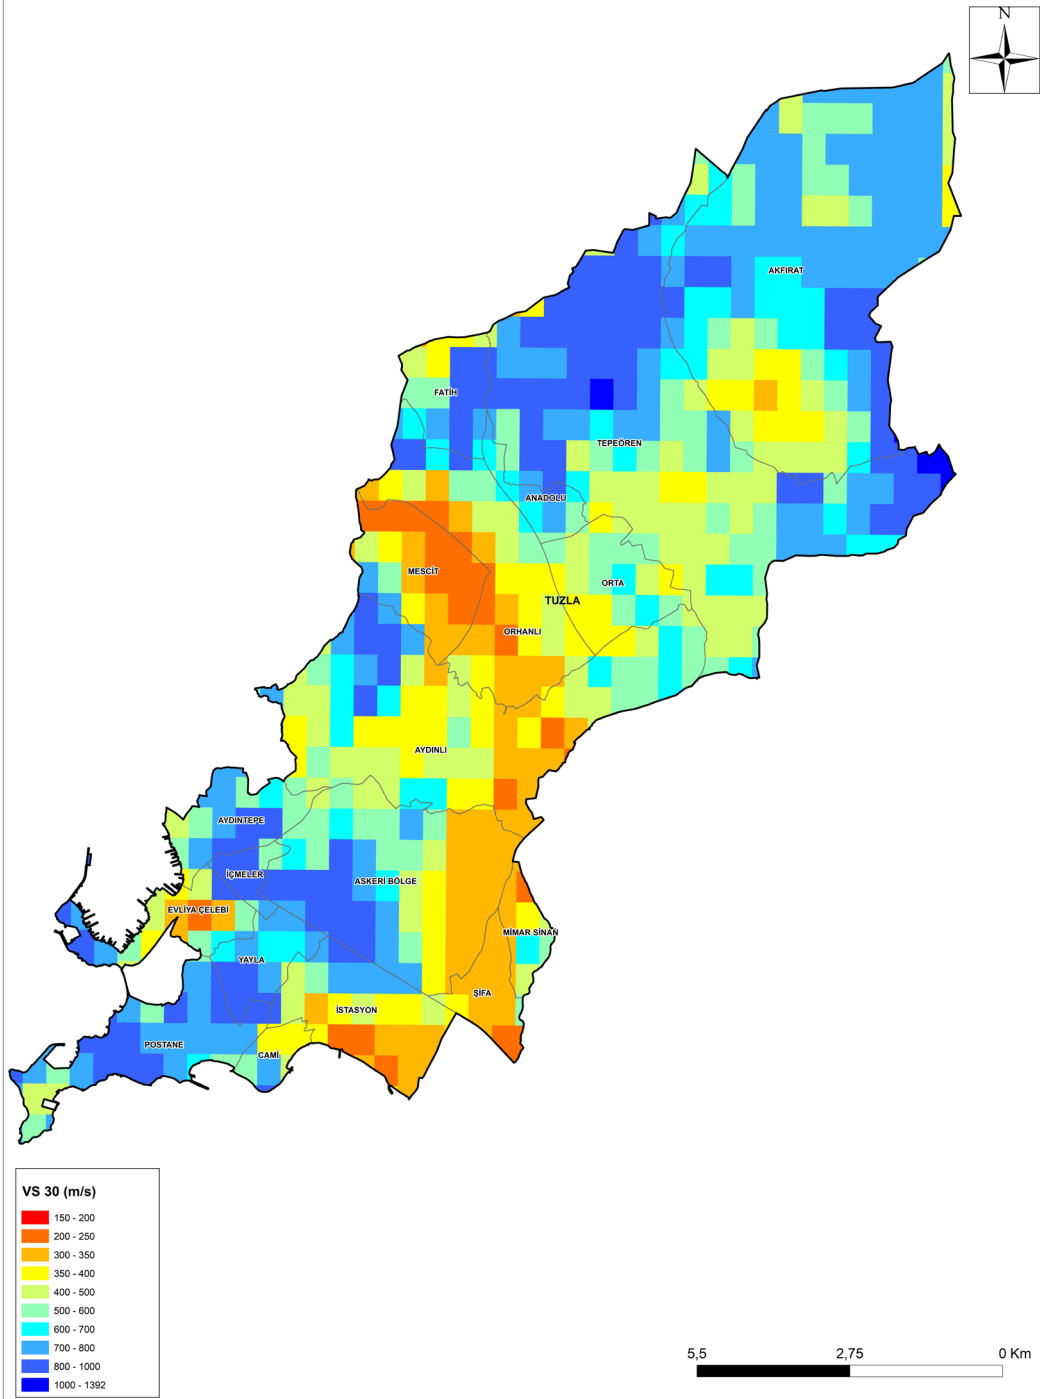 N
AKFIRAT
FATİH
TEPEÖREN
ANADOLU
MESCİT
ORTA
TUZLA
ORHANLI
AYDINLI
AYDINTEPE
İÇMELER
ASKERİ BÖLGE
EVLİYA ÇELEBİ
MİMAR SİNAN
YAYLA
ŞİFA
İSTASYON
POSTANE
CAMİ
VS 30 (m/s)
150 - 200
200 - 250
300 - 350
350 - 400
400 - 500
500 - 600
600 - 700
700 - 800
800 - 1000
1000 - 1392
5,5 2,75 0 Km